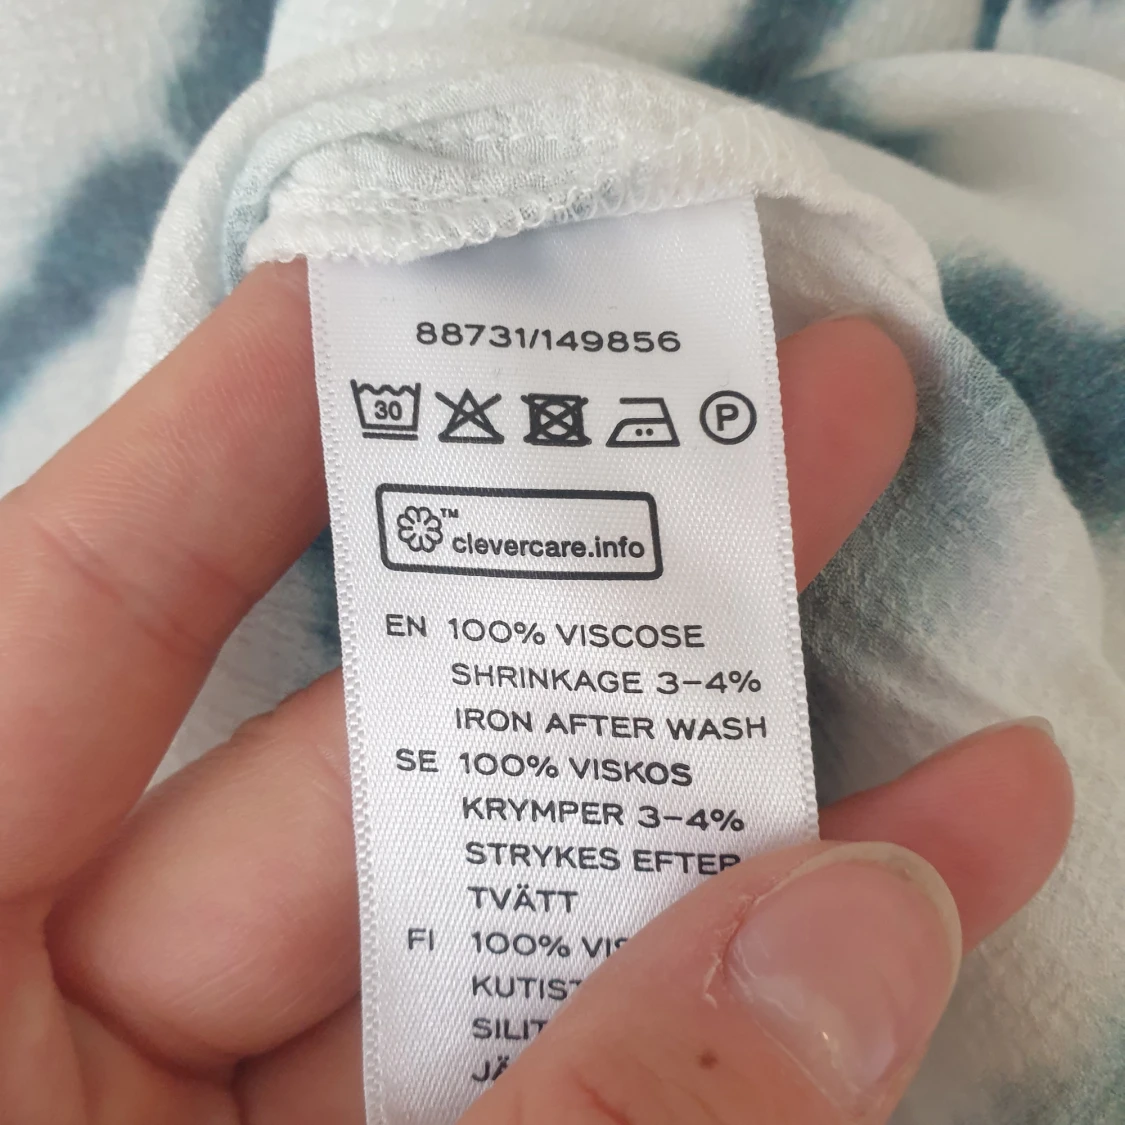 88731/149856
30 P
TM
clevercare.info
EN 100% VISCOSE
SHRINKAGE 3–4%
IRON AFTER WASH
SE 100% VISKOS
KRYMPER 3–4%
STRYKES EFTER
TVÄTT
FI 100%